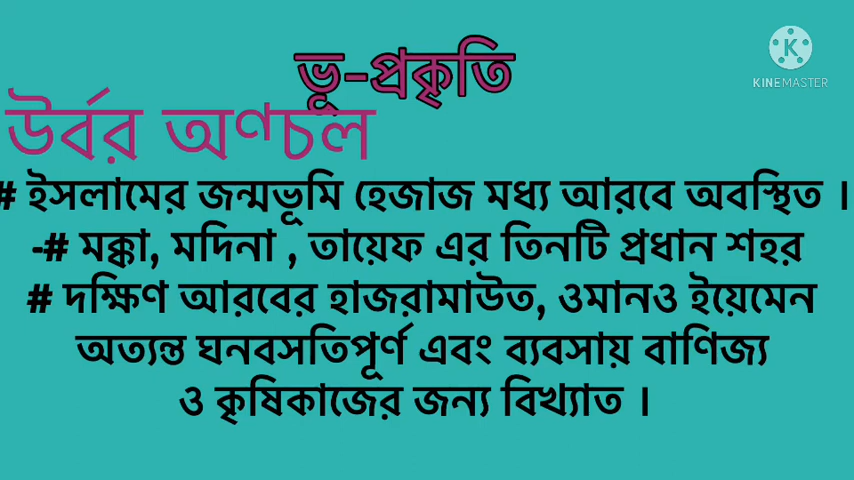 ভূ-প্রকৃতি
KINEMASTER
উর্বর অণ্চল
# ইসলামের জন্মভূমি হেজাজ মধ্য আরবে অবস্থিত ।
-# মক্কা, মদিনা , তায়েফ এর তিনটি প্রধান শহর
# দক্ষিণ আরবের হাজরামাউত, ওমানও ইয়েমেন
অত্যন্ত ঘনবসতিপূর্ণ এবং ব্যবসায় বাণিজ্য
ও কৃষিকাজের জন্য বিখ্যাত ।